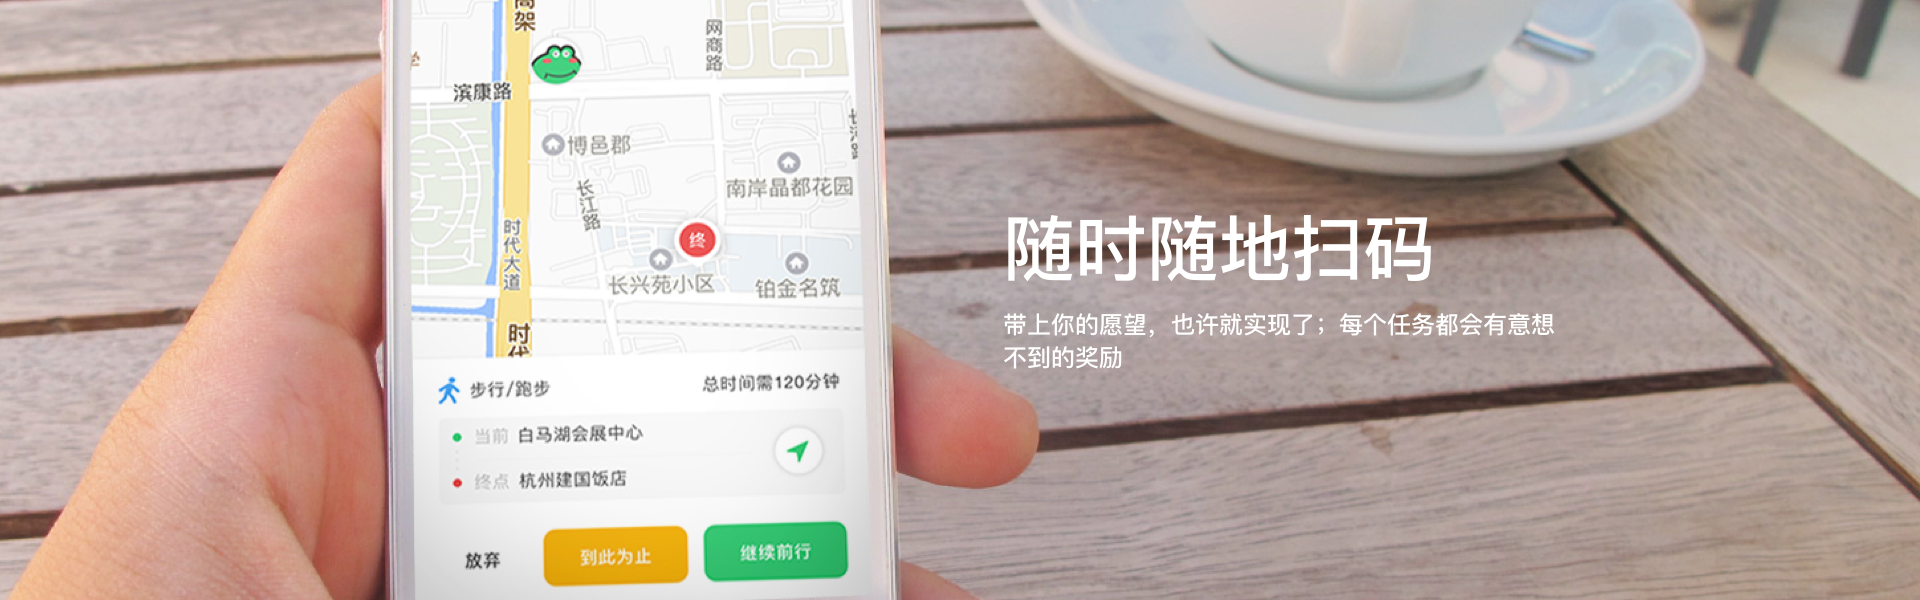 高架
网商路
滨康路
博邑郡
长江路
南岸晶都花园
时代大道
终
长兴苑小区
铂金名筑
时代
步行/跑步
总时间需120分钟
当前 白马湖会展中心
终点 杭州建国饭店
放弃
到此为止
继续前行
随时随地扫码
带上你的愿望，也许就实现了；每个任务都会有意想
不到的奖励